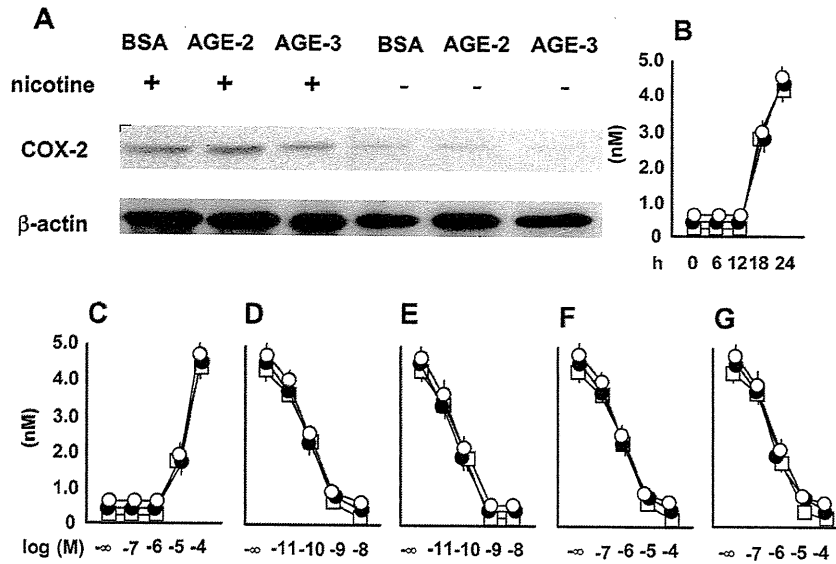 A
BSA AGE-2 AGE-3 BSA AGE-2 AGE-3
nicotine + + + - - -
COX-2
β-actin
B
(nM)
5.0
4.0
3.0
2.0
1.0
0
h 0 6 12 18 24
C D E F G
(nM)
5.0
4.0
3.0
2.0
1.0
0
log (M) -∞ -7 -6 -5 -4 -∞ -11 -10 -9 -8 -∞ -11 -10 -9 -8 -∞ -7 -6 -5 -4 -∞ -7 -6 -5 -4